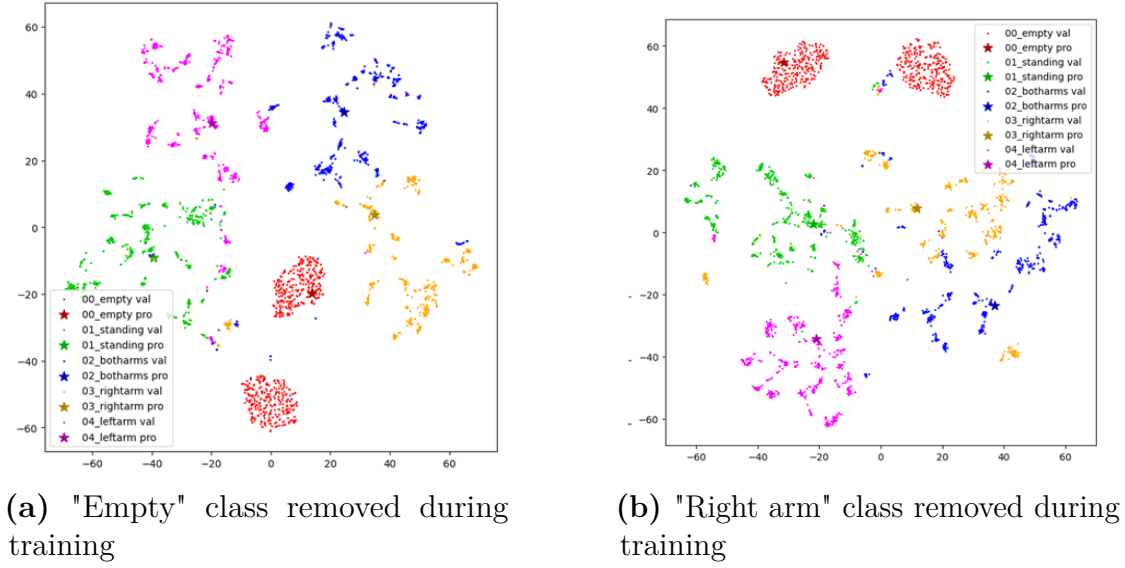 60
40
20
0
−20
−40
−60
−60
−40
−20
0
20
40
60
00_empty val
00_empty pro
01_standing val
01_standing pro
02_botharms val
02_botharms pro
03_rightarm val
03_rightarm pro
04_leftarm val
04_leftarm pro
(a) "Empty" class removed during
training
60
40
20
0
−20
−40
−60
−60
−40
−20
0
20
40
60
00_empty val
00_empty pro
01_standing val
01_standing pro
02_botharms val
02_botharms pro
03_rightarm val
03_rightarm pro
04_leftarm val
04_leftarm pro
(b) "Right arm" class removed during
training